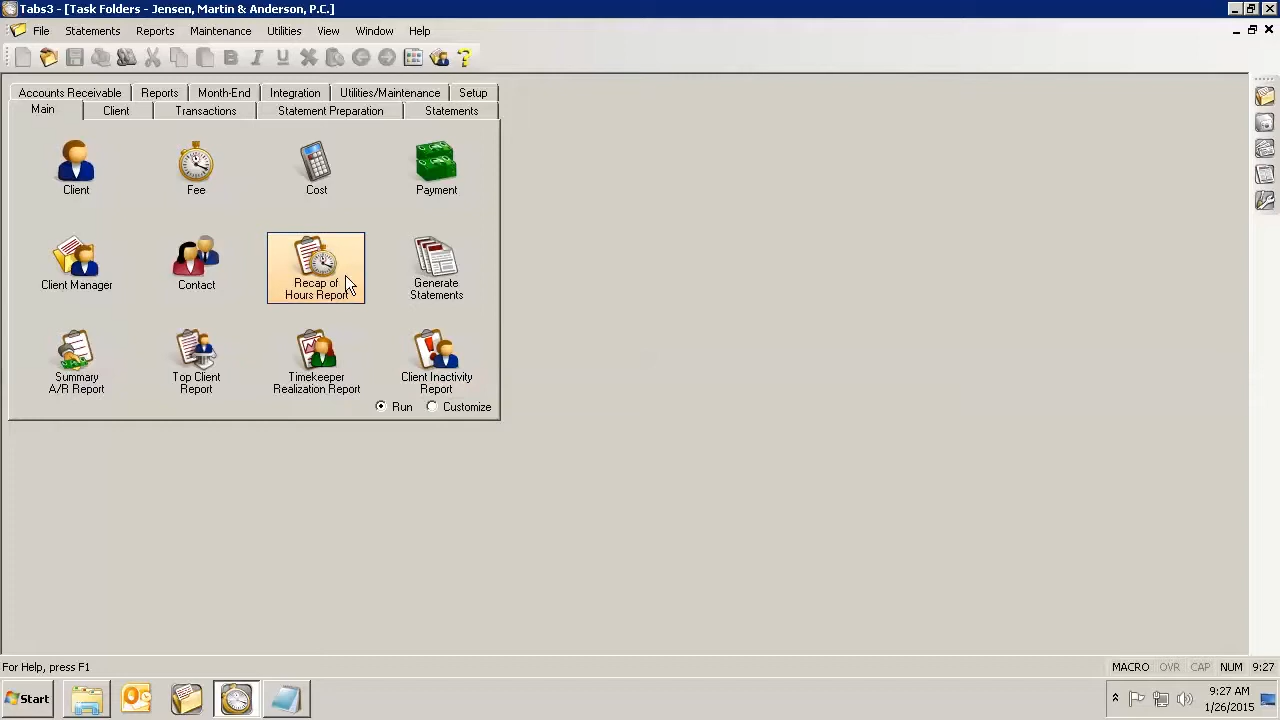 Tabs3 - [Task Folders - Jensen, Martin & Anderson, P.C.]
File Statements Reports Maintenance Utilities View Window Help
Accounts Receivable Reports Month-End Integration Utilities/Maintenance Setup
Main Client Transactions Statement Preparation Statements
Client Fee Cost Payment
Client Manager Contact
Recap of
Hours Report
Generate
Statements
Summary
A/R Report
Top Client
Report
Timekeeper
Realization Report
Client Inactivity
Report
Run Customize
For Help, press F1
MACRO OVR CAP NUM 9:27
Start
9:27 AM
1/26/2015